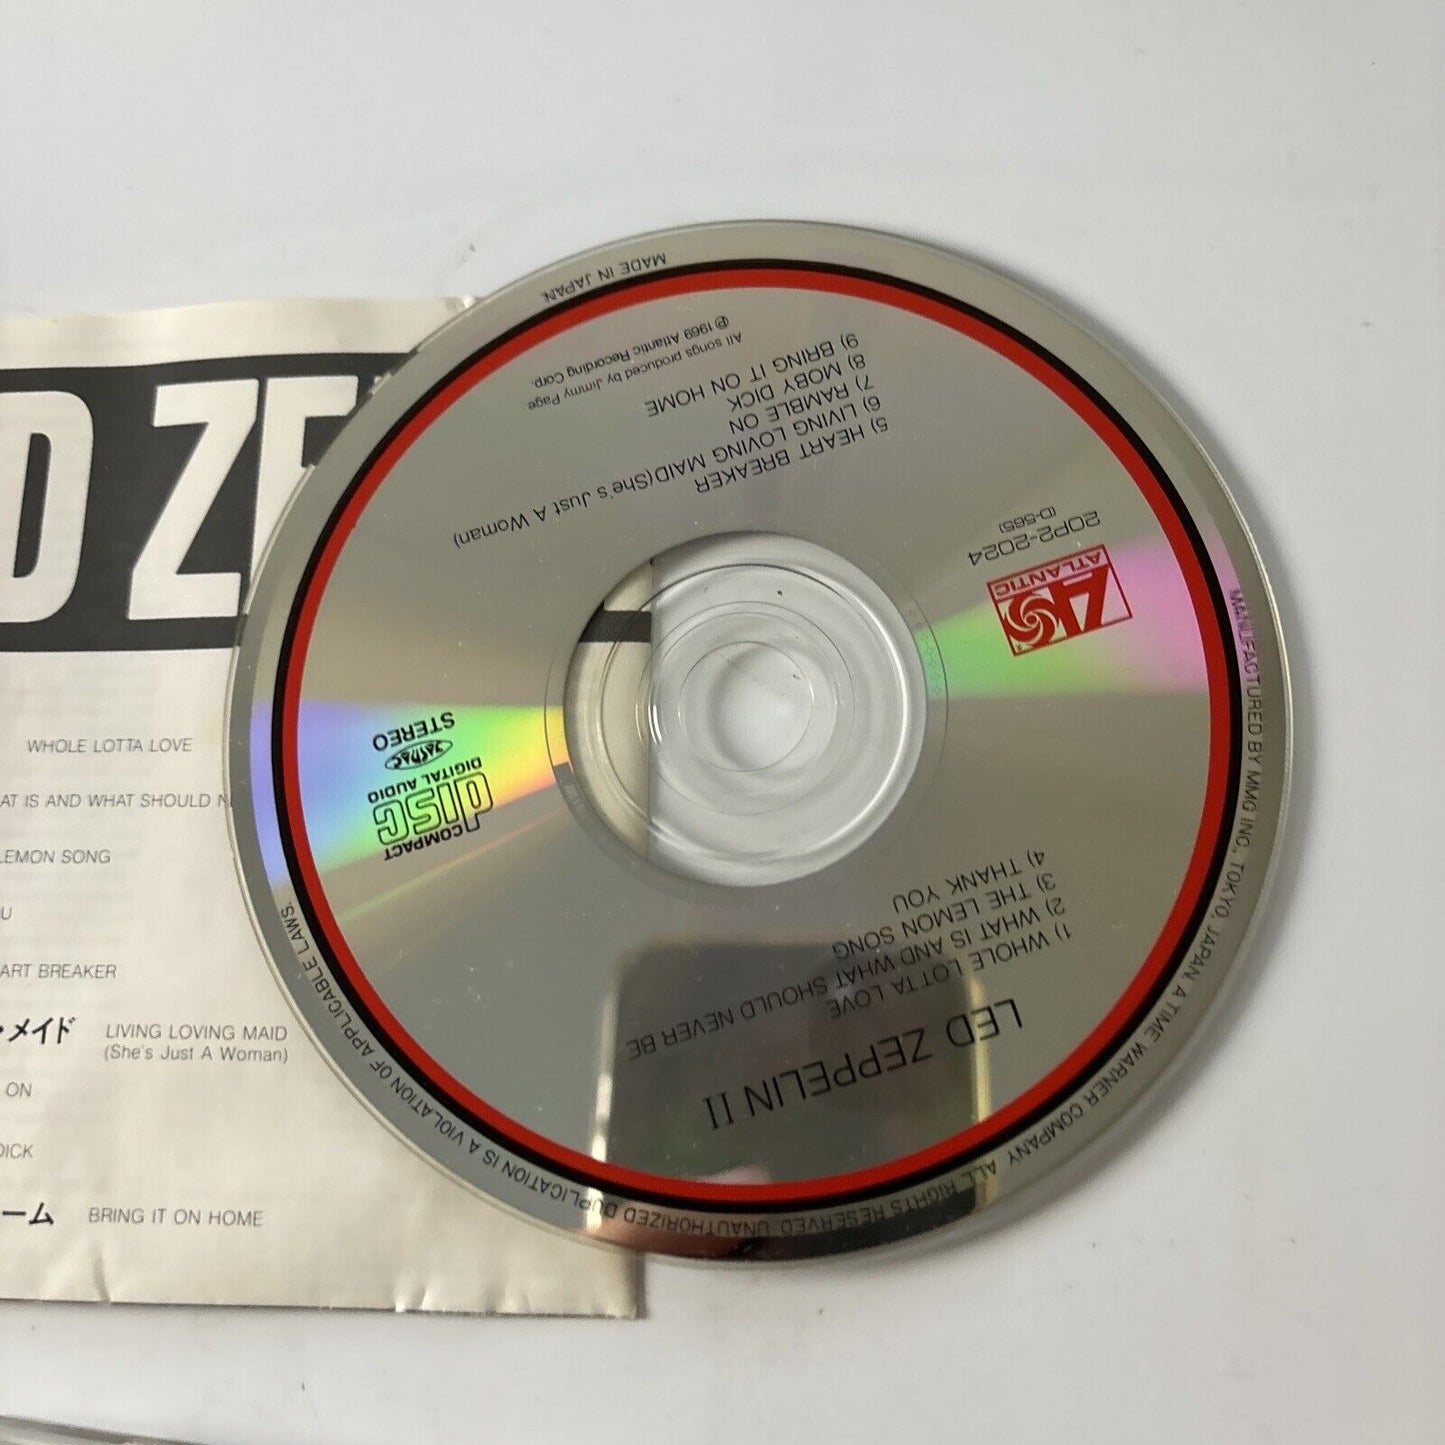 D ZE
WHOLE LOTTA LOVE
AT IS AND WHAT SHOULD N
LEMON SONG
U
ART BREAKER
・メイド LIVING LOVING MAID
(She's Just A Woman)
ON
DICK
ーム BRING IT ON HOME
LED ZEPPELIN II
1) WHOLE LOTTA LOVE
2) WHAT IS AND WHAT SHOULD NEVER BE
3) THE LEMON SONG
4) THANK YOU
COMPACT
disc
DIGITAL AUDIO
JASRAC
STEREO
ATLANTIC
20P2-2024
(D-565)
5) HEART BREAKER
6) LIVING LOVING MAID(She's Just A Woman)
7) RAMBLE ON
8) MOBY DICK
9) BRING IT ON HOME
All songs produced by Jimmy Page
℗1969 Atlantic Recording Corp.
MANUFACTURED BY MMG INC., TOKYO, JAPAN. A TIME WARNER COMPANY. ALL RIGHTS RESERVED. UNAUTHORIZED DUPLICATION IS A VIOLATION OF APPLICABLE LAWS.
MADE IN JAPAN.